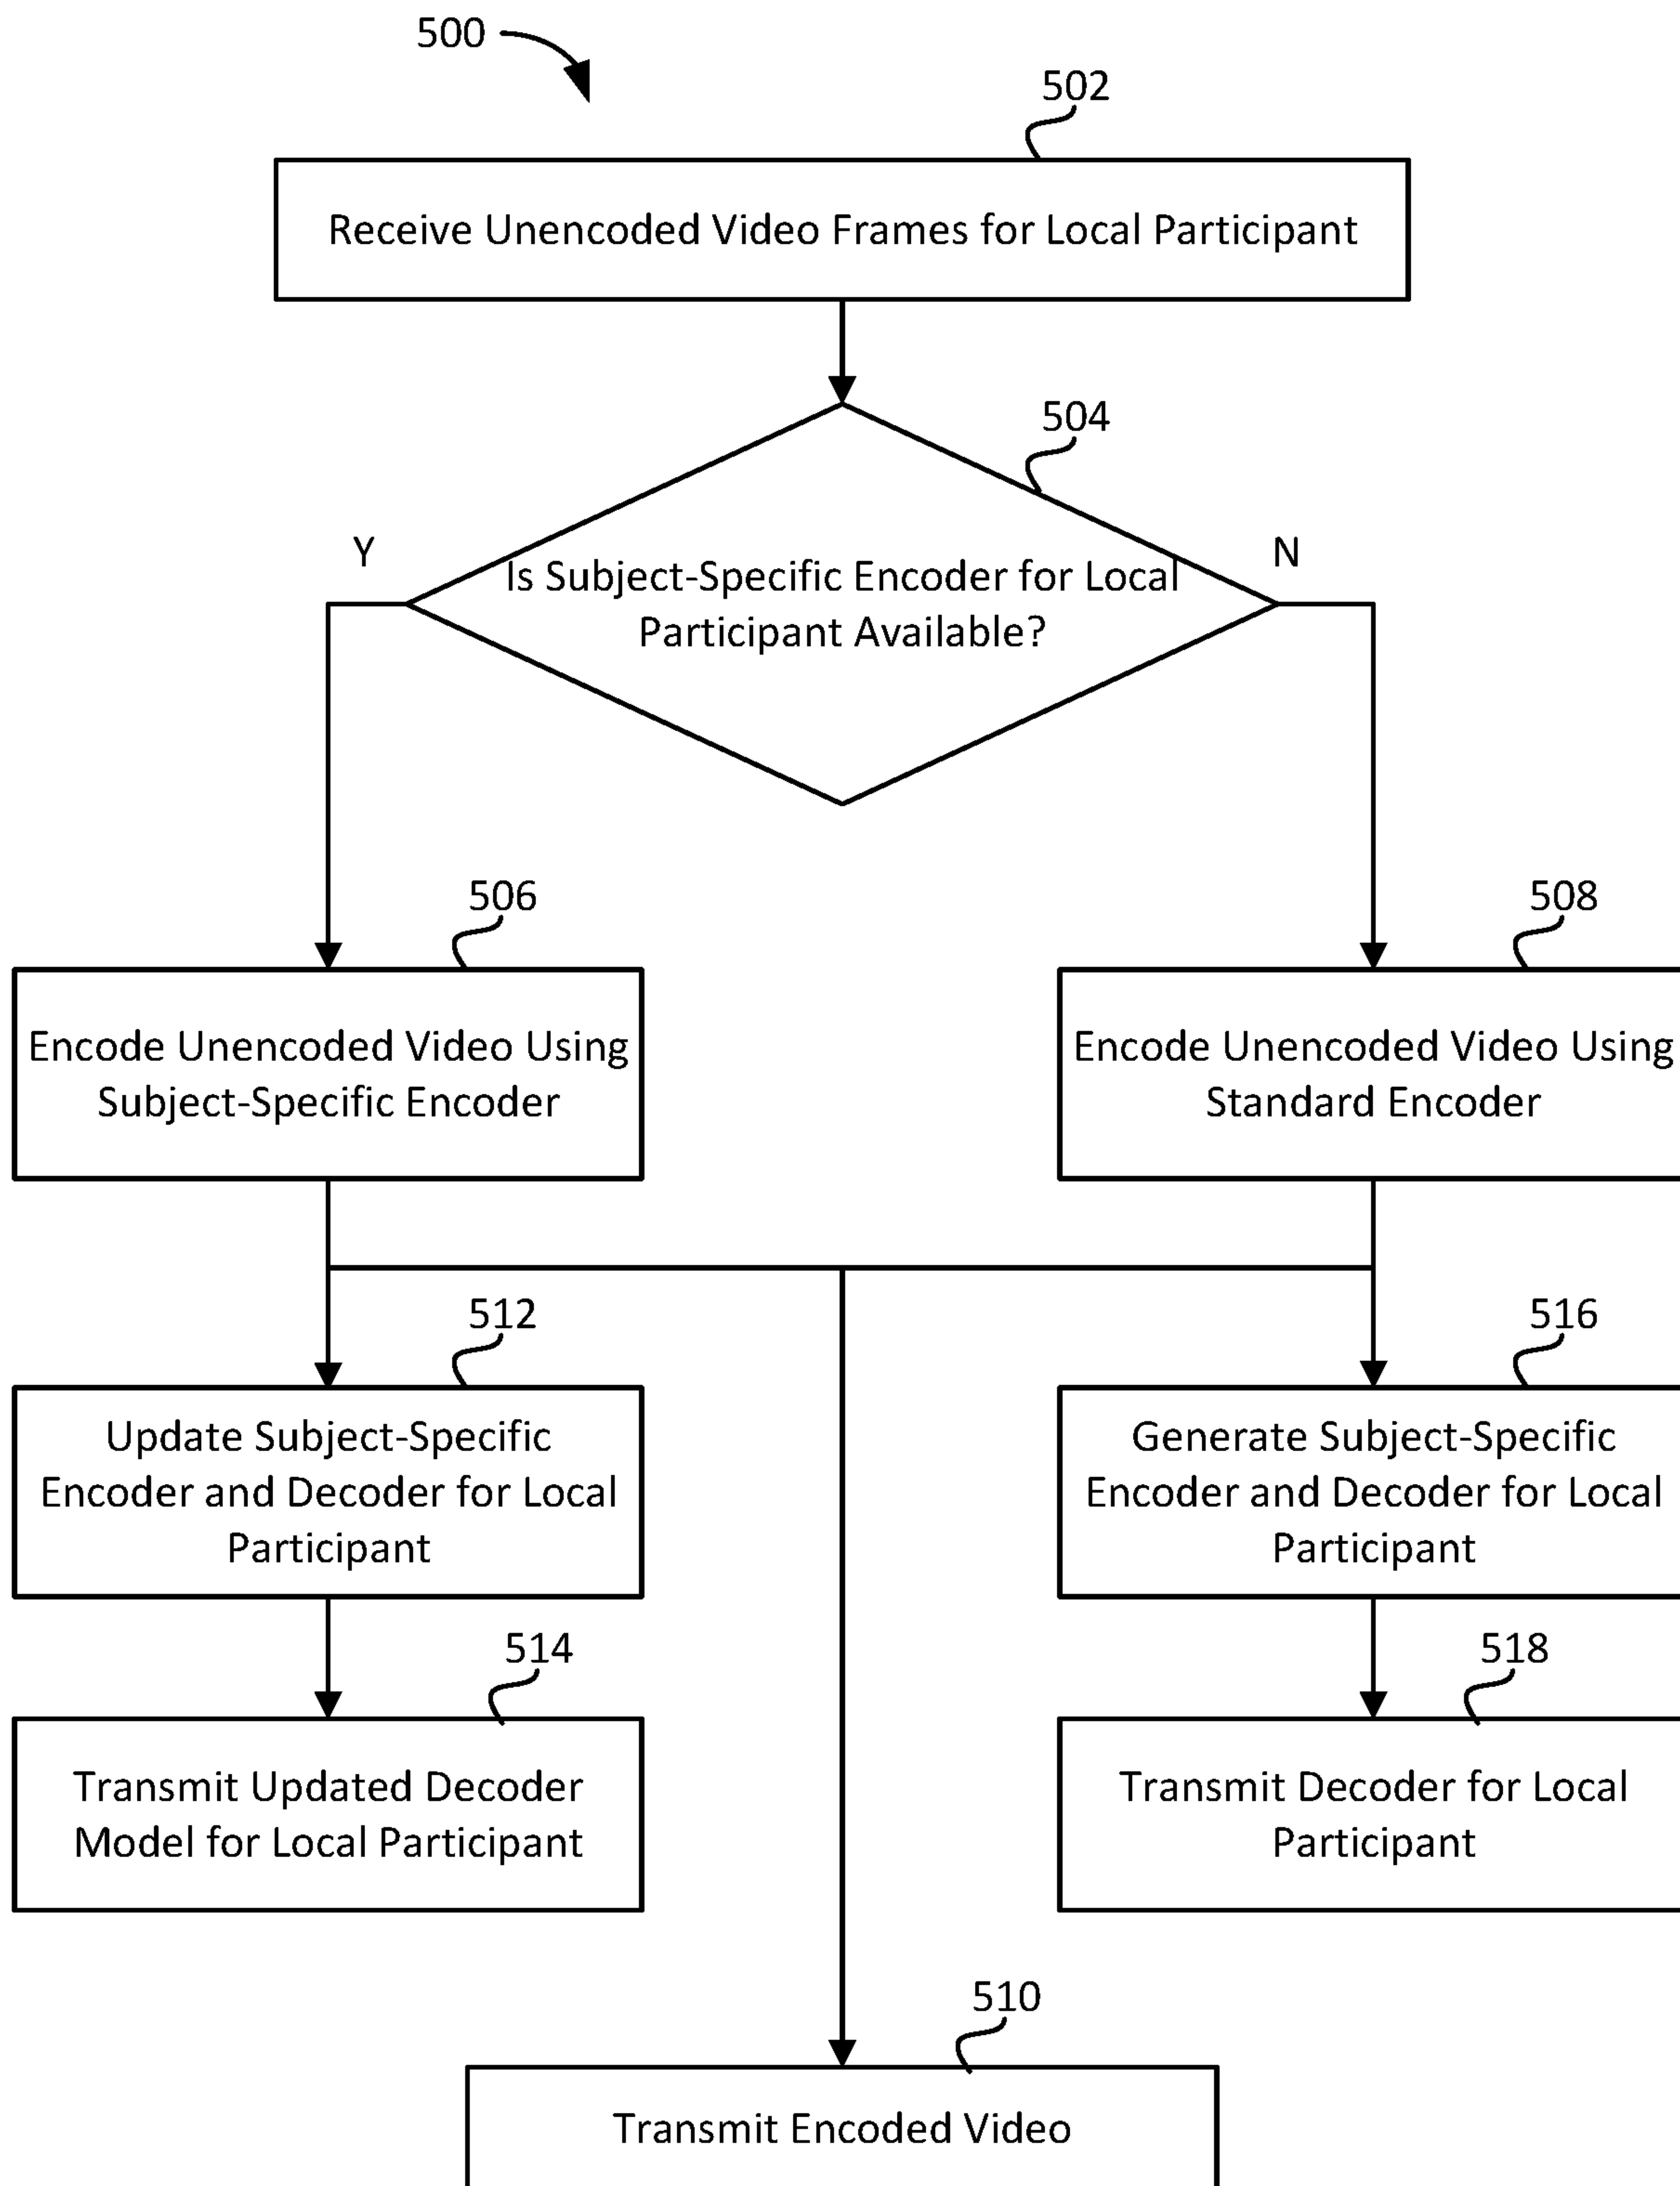 500
502
Receive Unencoded Video Frames for Local Participant
504
Y
N
Is Subject-Specific Encoder for Local
Participant Available?
506
508
Encode Unencoded Video Using
Subject-Specific Encoder
Encode Unencoded Video Using
Standard Encoder
512
516
Update Subject-Specific
Encoder and Decoder for Local
Participant
Generate Subject-Specific
Encoder and Decoder for Local
Participant
514
518
Transmit Updated Decoder
Model for Local Participant
Transmit Decoder for Local
Participant
510
Transmit Encoded Video